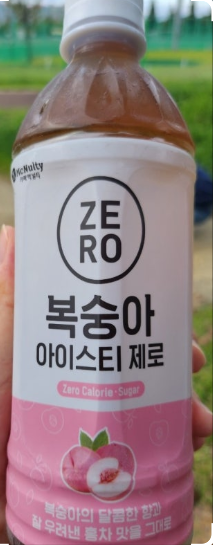 McNulty
ZE
RO
복숭아
아이스티 제로
Zero Calorie · Sugar
복숭아의 달콤한 향과
잘 우려낸 홍차 맛을 그대로